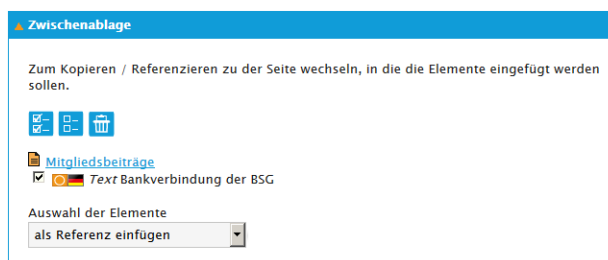 Zwischenablage
Zum Kopieren / Referenzieren zu der Seite wechseln, in die die Elemente eingefügt werden
sollen.
Mitgliedsbeiträge
Text Bankverbindung der BSG
Auswahl der Elemente
als Referenz einfügen